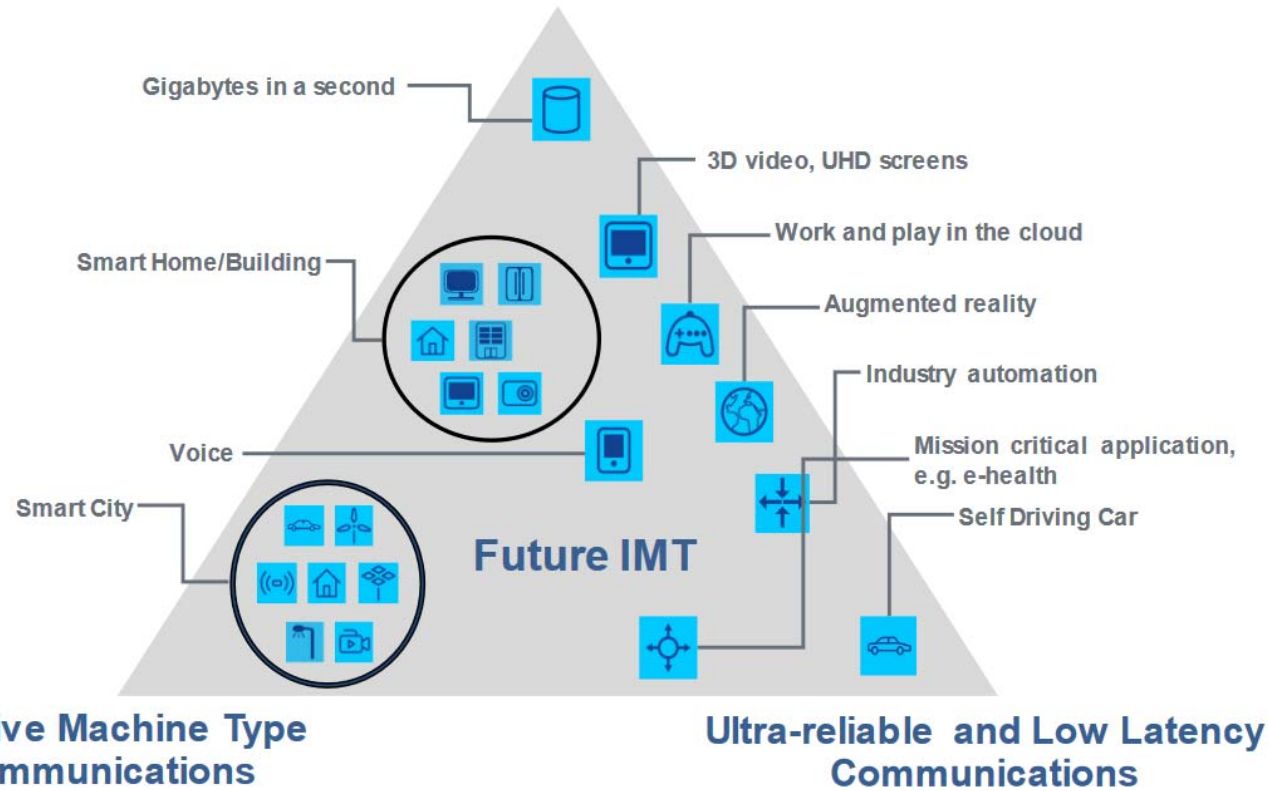 Gigabytes in a second
3D video, UHD screens
Work and play in the cloud
Smart Home/Building
Augmented reality
Industry automation
Mission critical application,
e.g. e-health
Voice
Smart City
Self Driving Car
Future IMT
ive Machine Type
mmunications
Ultra-reliable and Low Latency
Communications